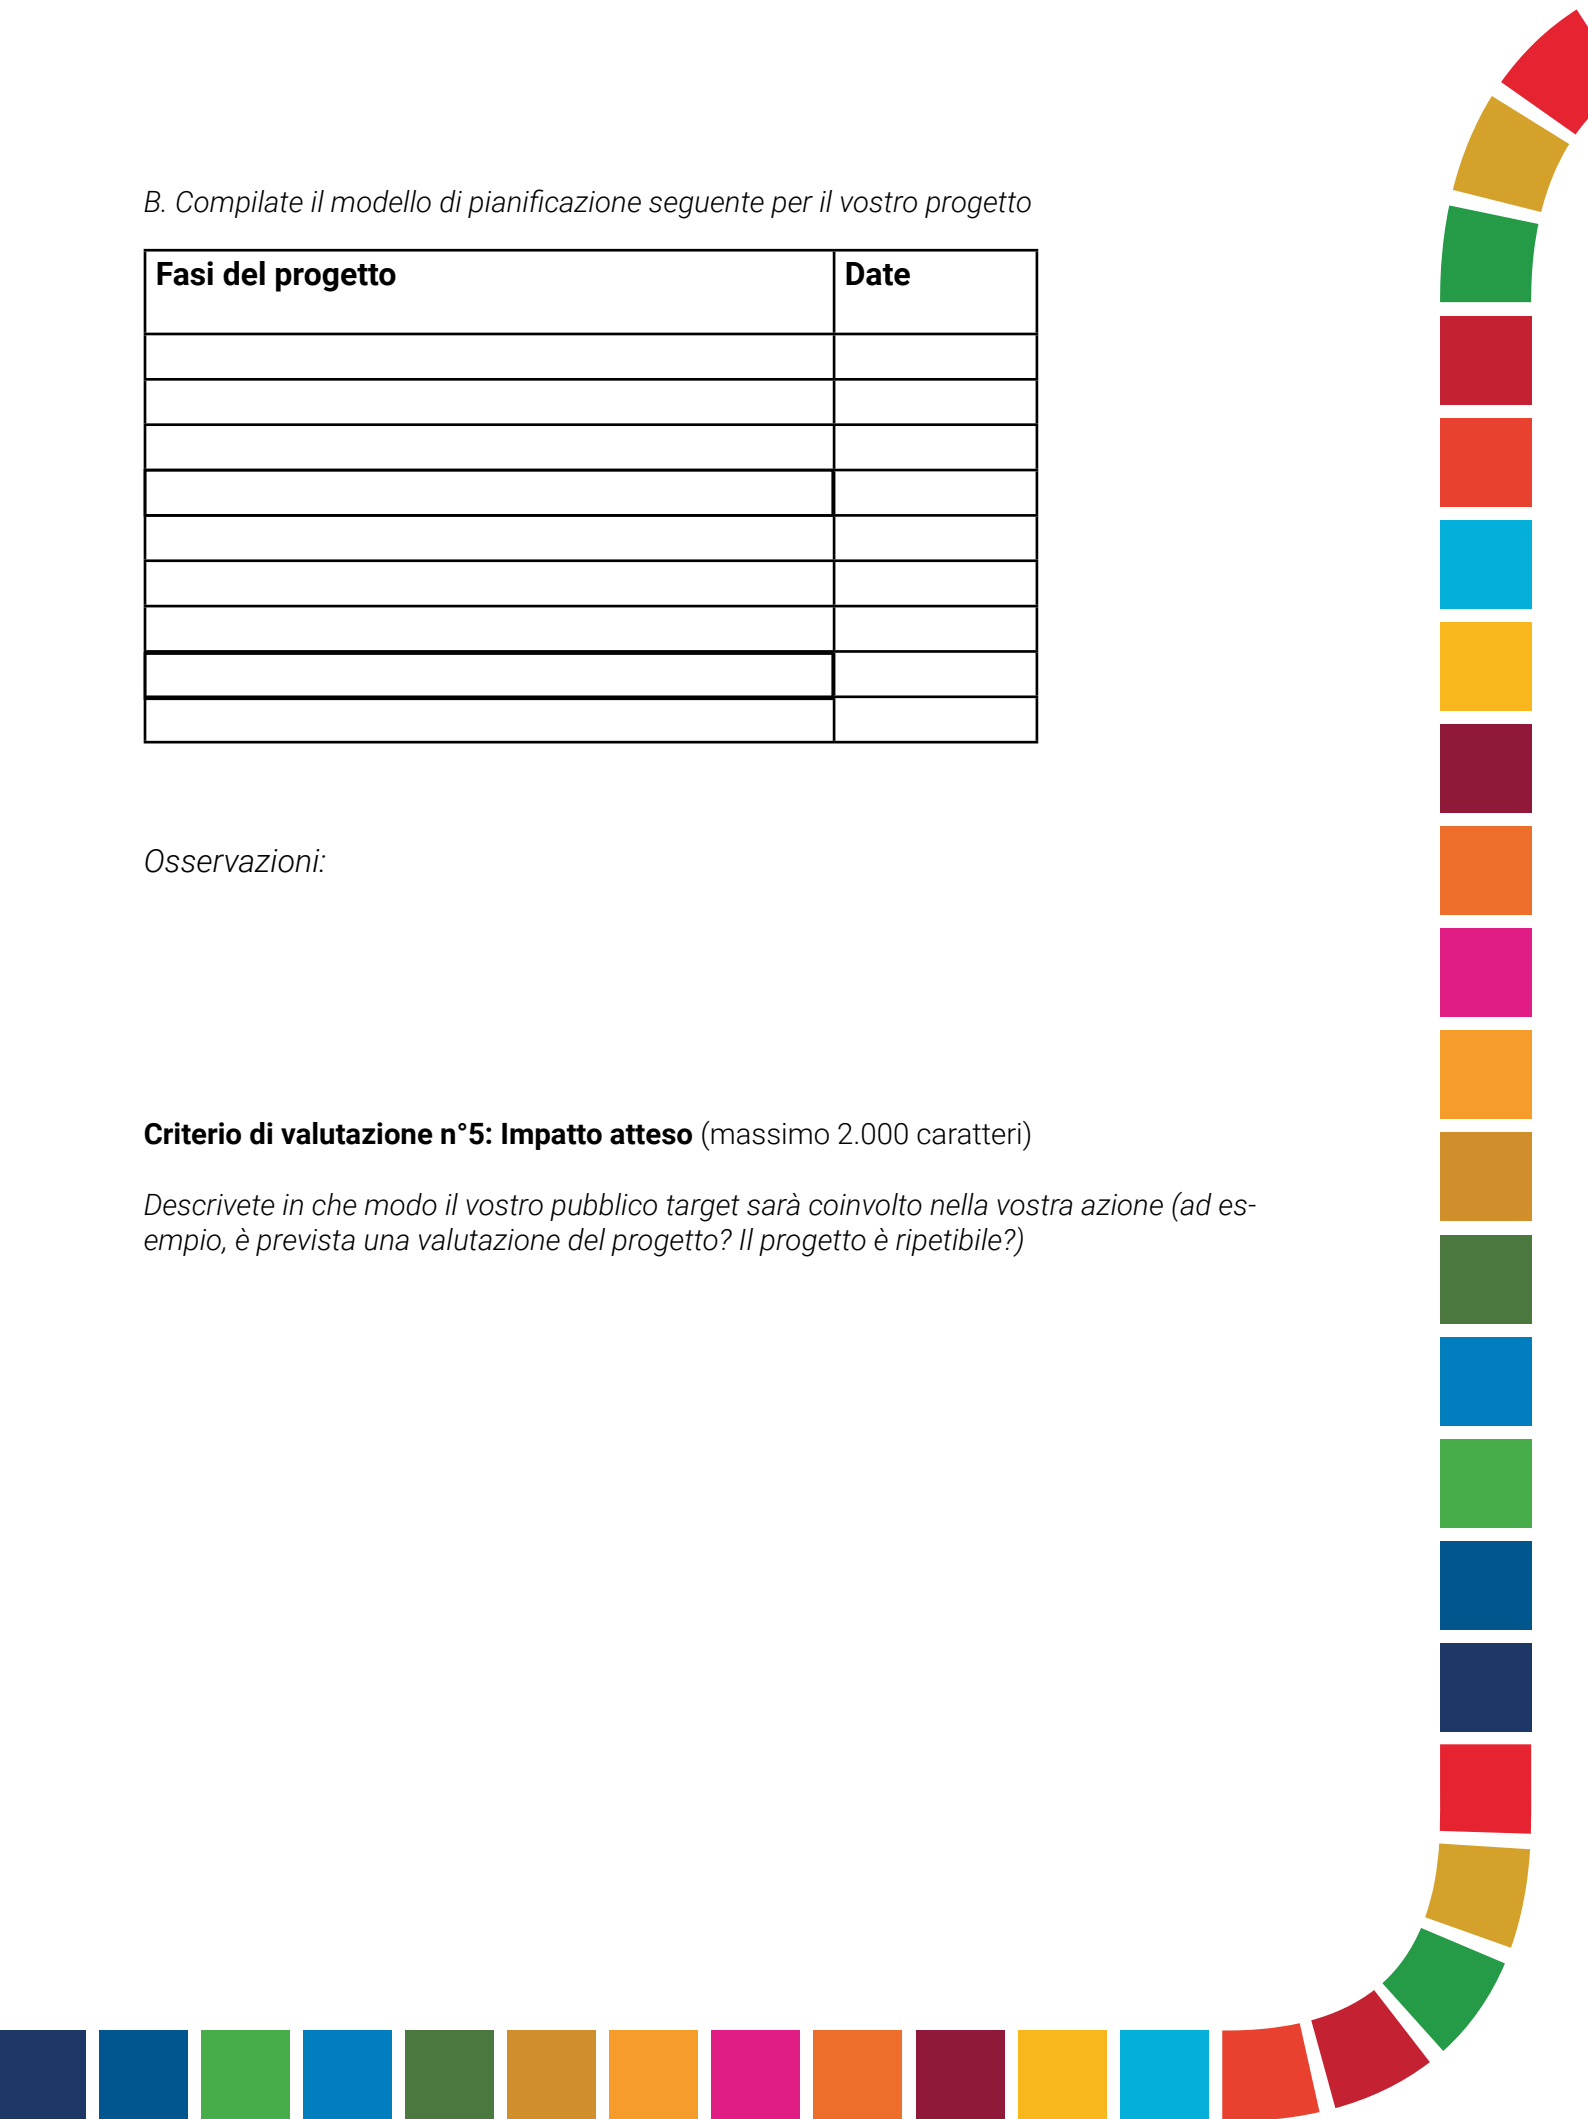 B. Compilate il modello di pianificazione seguente per il vostro progetto
Fasi del progetto
Date
Osservazioni:
Criterio di valutazione n°5: Impatto atteso (massimo 2.000 caratteri)
Descrivete in che modo il vostro pubblico target sarà coinvolto nella vostra azione (ad es-
empio, è prevista una valutazione del progetto? Il progetto è ripetibile?)